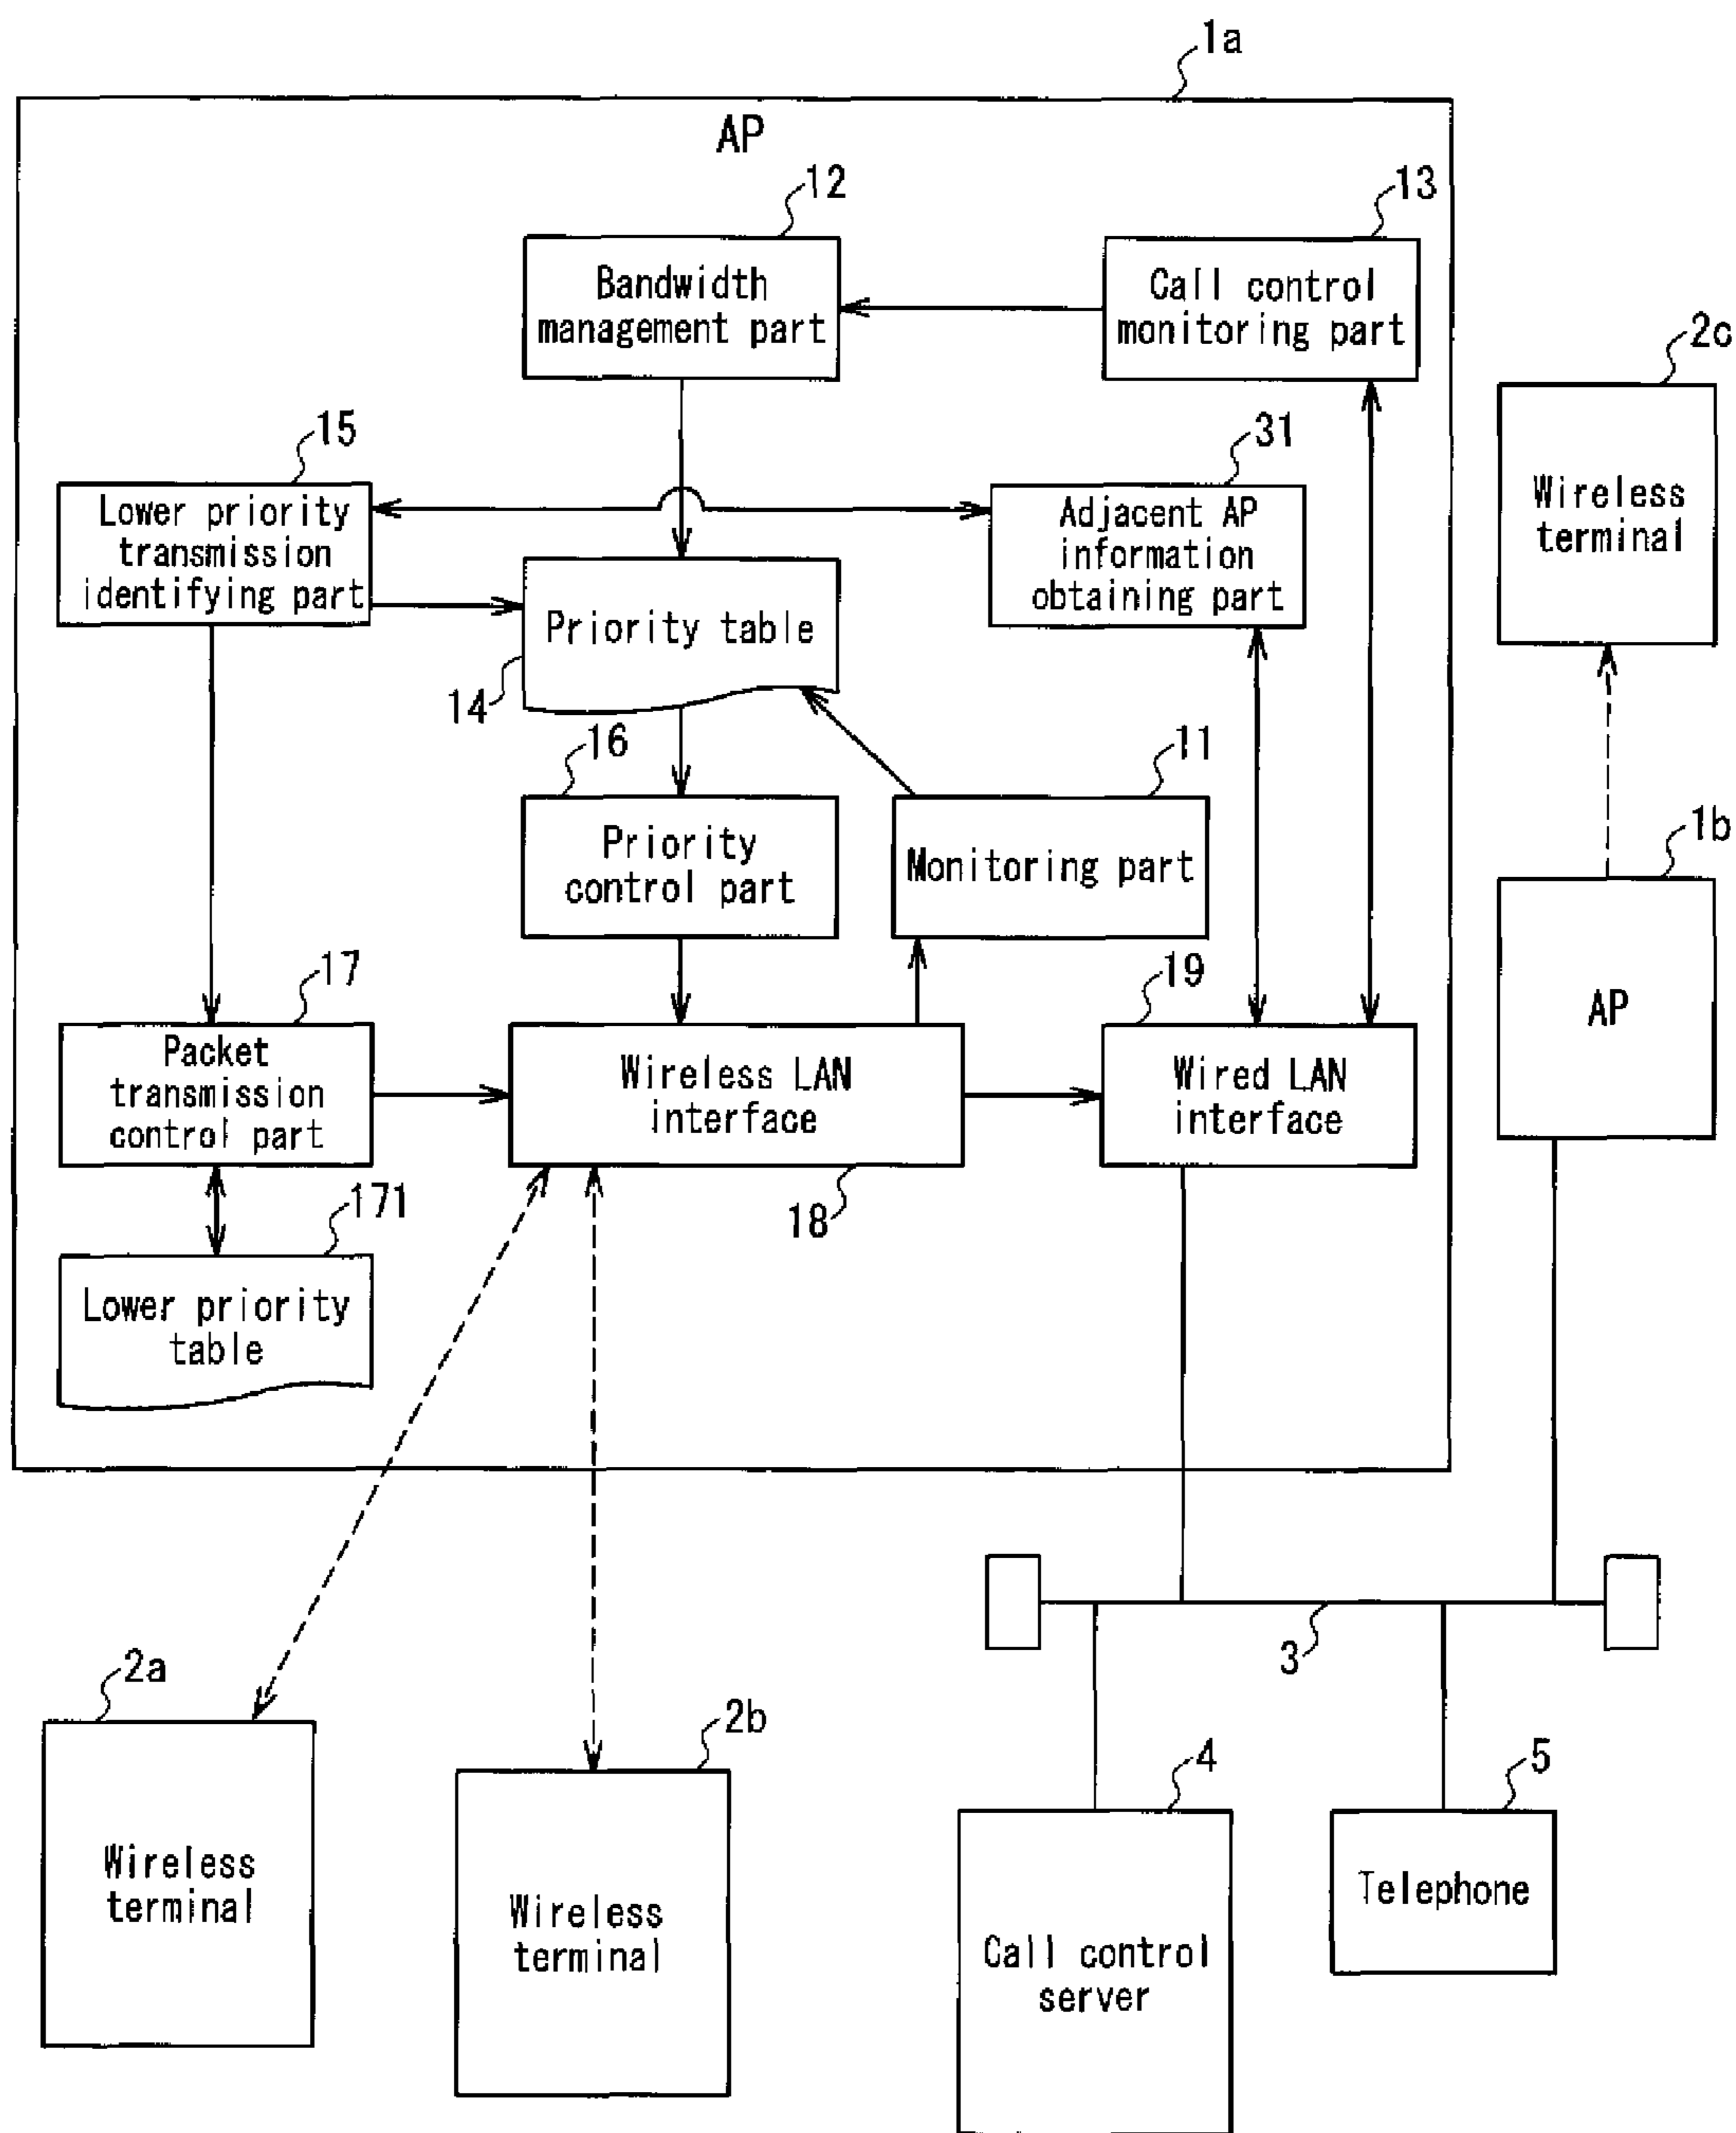 1a
AP
12
13
Bandwidth
management part
Call control
monitoring part
2c
Wireless
terminal
15
31
Lower priority
transmission
identifying part
Adjacent AP
information
obtaining part
Priority table
14
16
11
1b
Priority
control part
Monitoring part
AP
17
19
Packet
transmission
control part
Wireless LAN
interface
Wired LAN
interface
18
171
Lower priority
table
3
2a
2b
4
5
Wireless
terminal
Wireless
terminal
Call control
server
Telephone